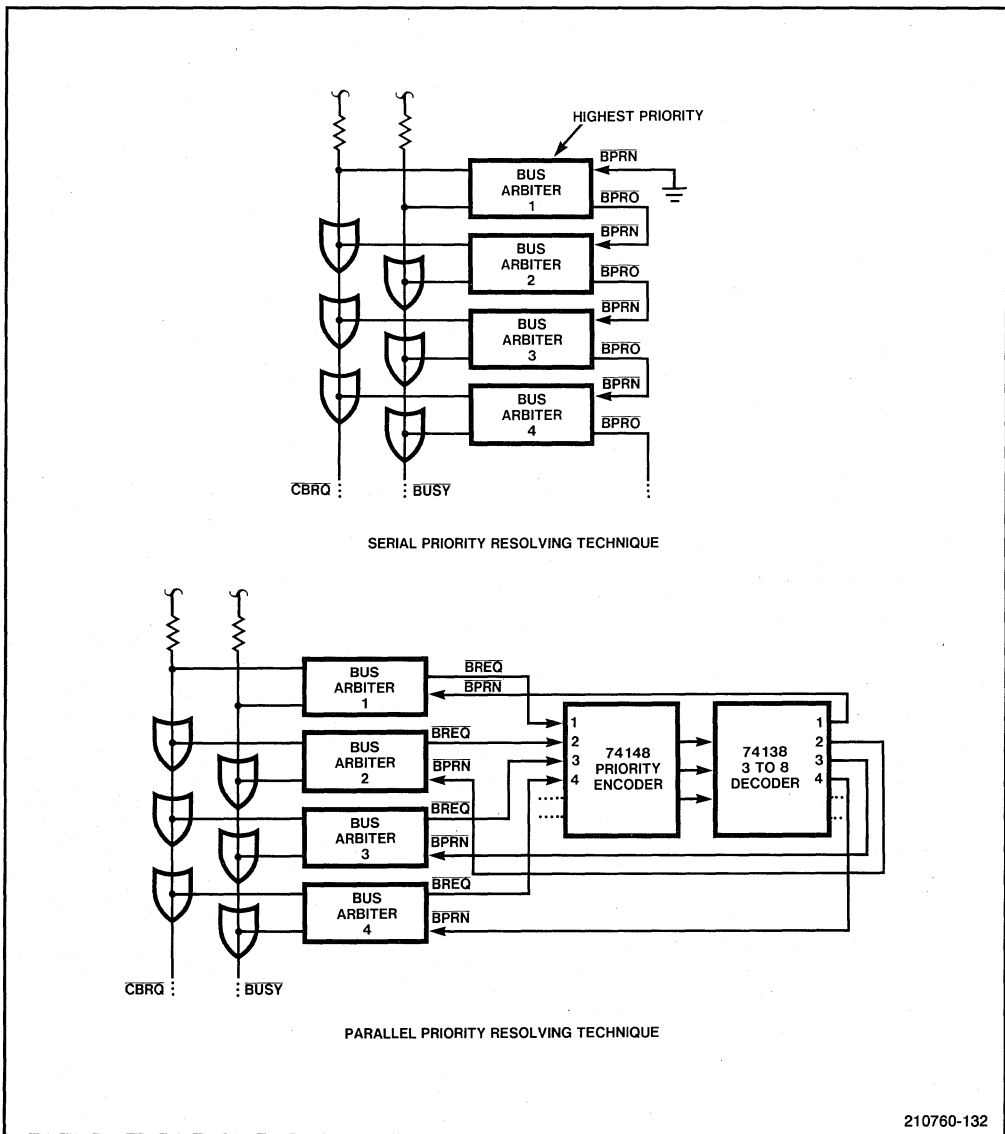 HIGHEST PRIORITY
BPRN
BUS
ARBITER
1
BPRO
BPRN
BUS
ARBITER
2
BPRO
BPRN
BUS
ARBITER
3
BPRO
BPRN
BUS
ARBITER
4
BPRO
CBRQ
BUSY
SERIAL PRIORITY RESOLVING TECHNIQUE
BUS
ARBITER
1
BREQ
BPRN
BUS
ARBITER
2
BREQ
BPRN
BUS
ARBITER
3
BREQ
BPRN
BUS
ARBITER
4
BREQ
BPRN
1
2
3
4
74148
PRIORITY
ENCODER
74138
3 TO 8
DECODER
1
2
3
4
CBRQ
BUSY
PARALLEL PRIORITY RESOLVING TECHNIQUE
210760-132